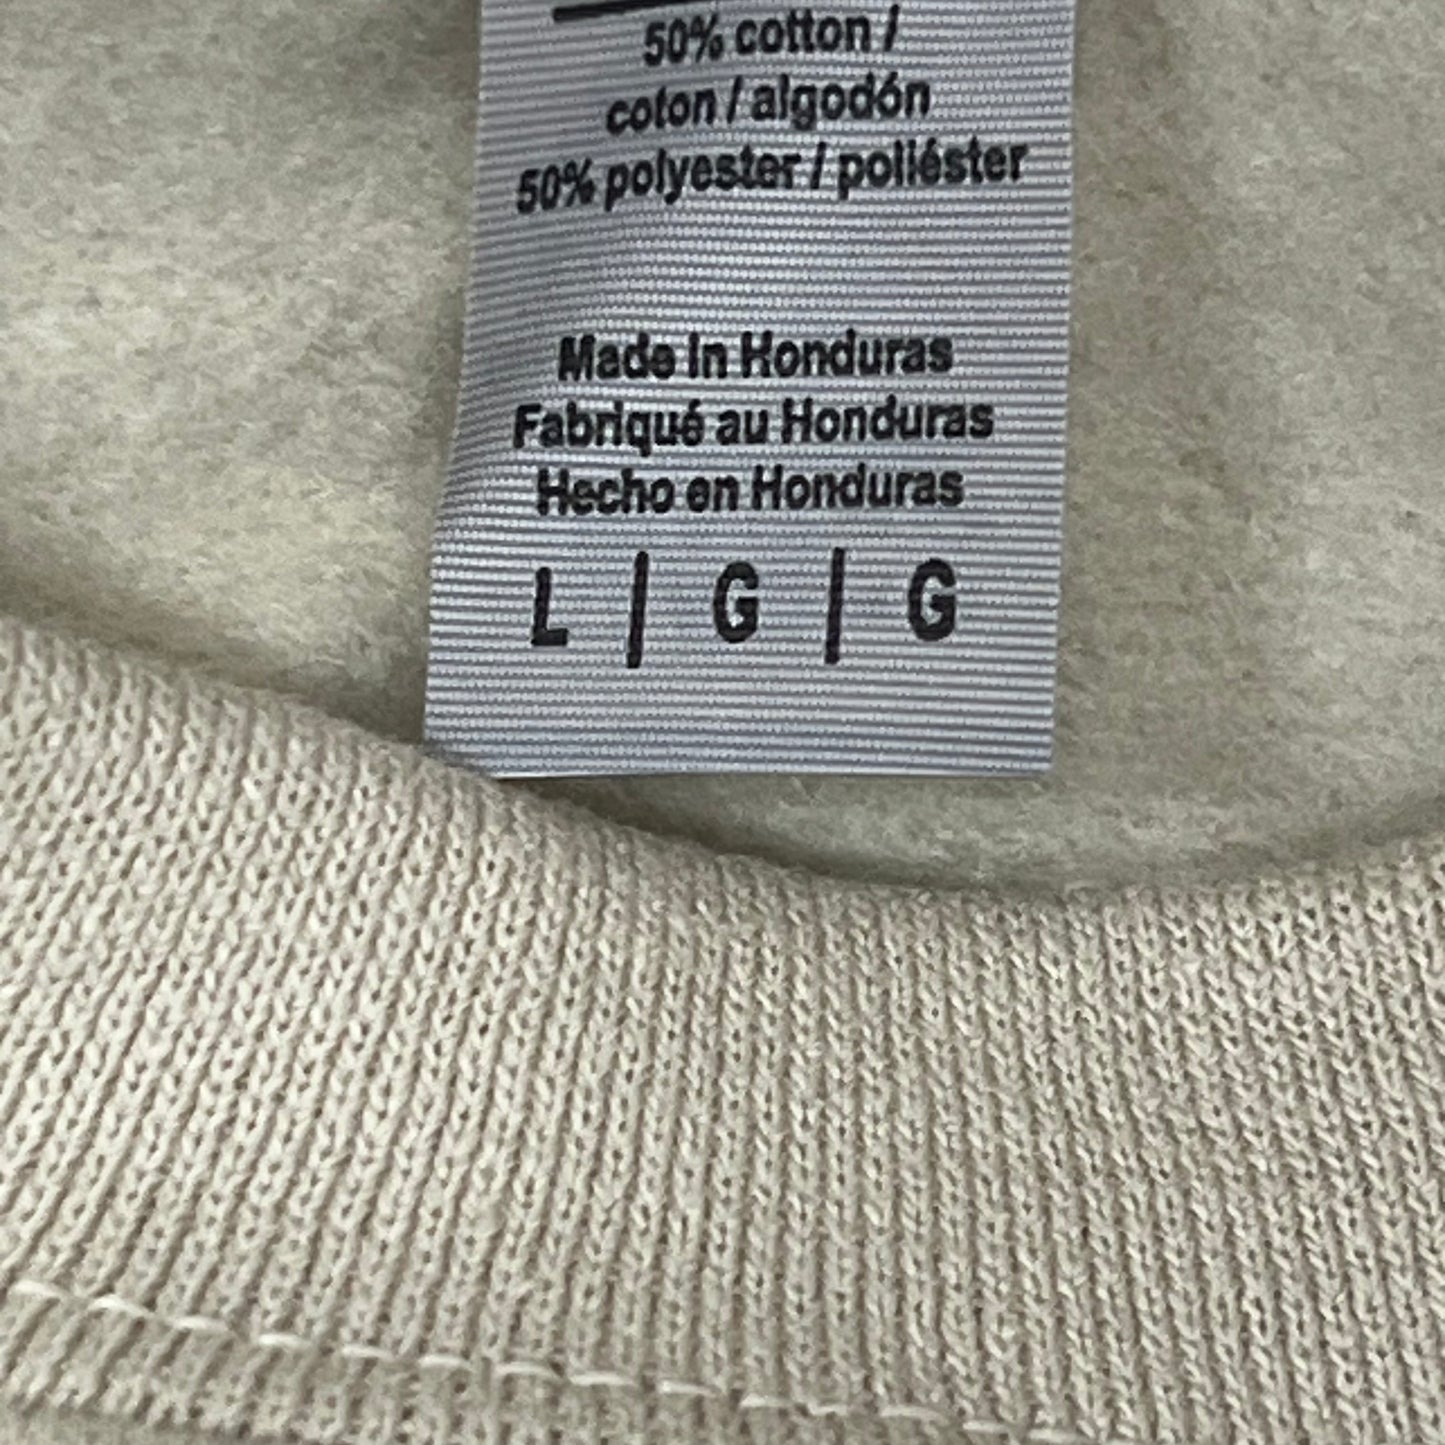 50% cotton /
coton / algodón
50% polyester / poliéster
Made in Honduras
Fabriqué au Honduras
Hecho en Honduras
L | G | G